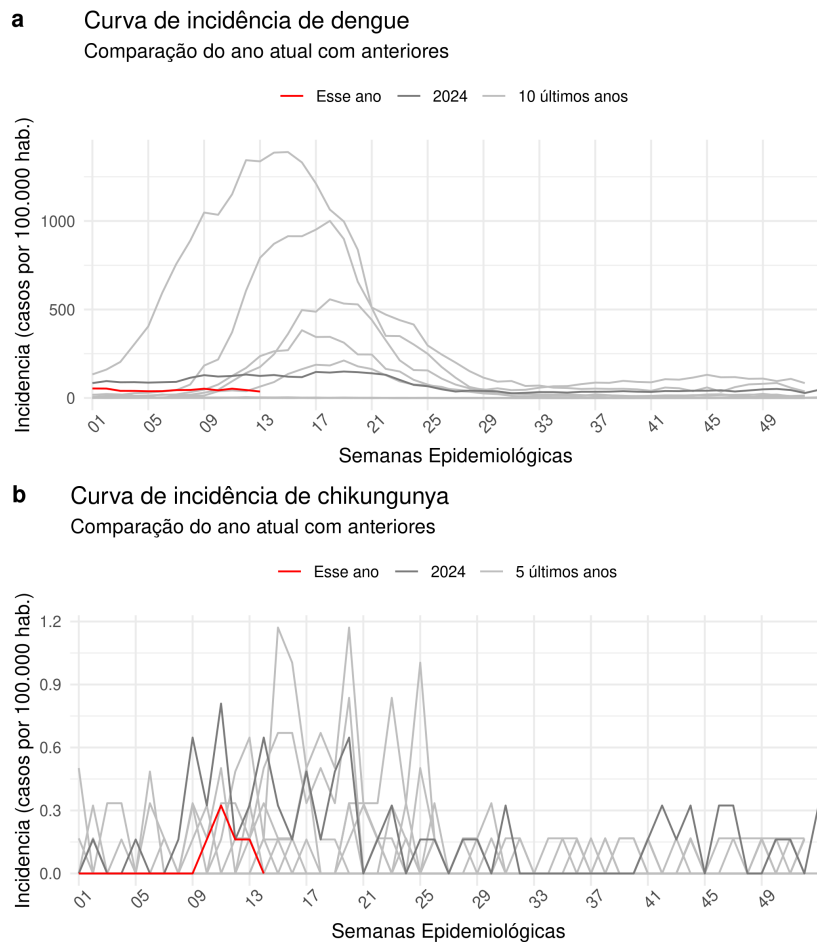 a
Curva de incidência de dengue
Comparação do ano atual com anteriores
Esse ano 2024 10 últimos anos
Incidencia (casos por 100.000 hab.)
1000
500
0
01 05 09 13 17 21 25 29 33 37 41 45 49
Semanas Epidemiológicas
b
Curva de incidência de chikungunya
Comparação do ano atual com anteriores
Esse ano 2024 5 últimos anos
Incidencia (casos por 100.000 hab.)
1.2
0.9
0.6
0.3
0.0
01 05 09 13 17 21 25 29 33 37 41 45 49
Semanas Epidemiológicas